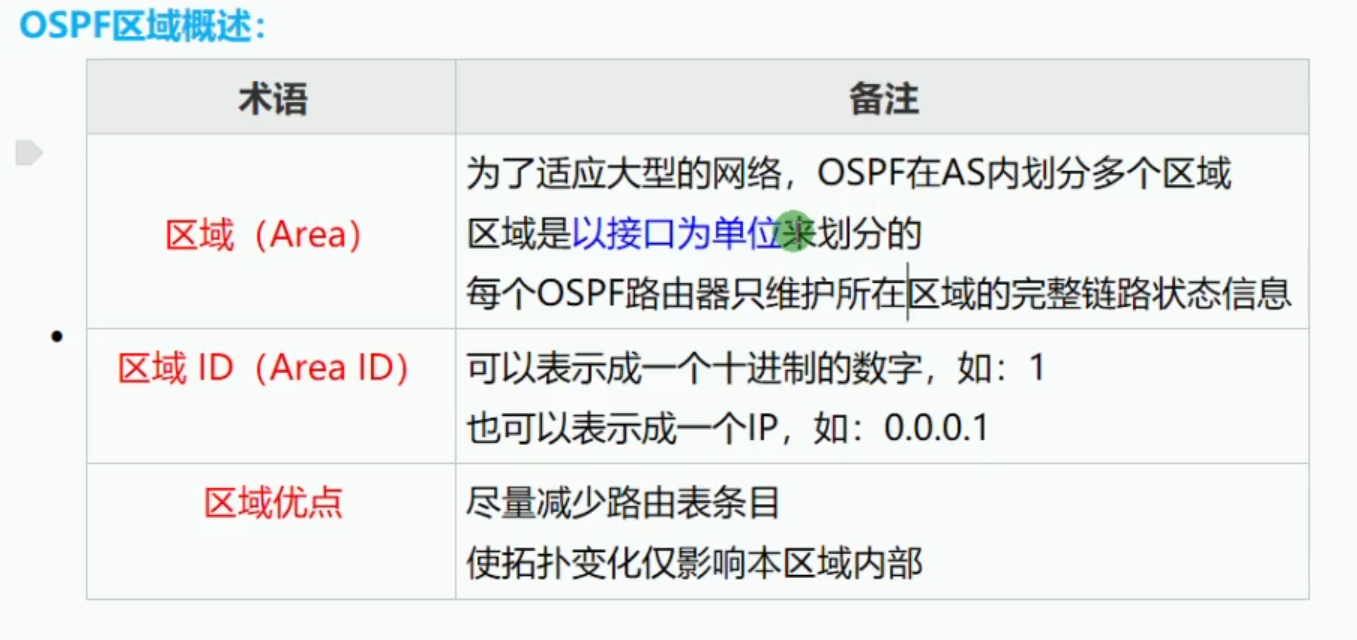 OSPF区域概述：
术语
备注
区域（Area）
为了适应大型的网络，OSPF在AS内划分多个区域
区域是以接口为单位来划分的
每个OSPF路由器只维护所在区域的完整链路状态信息
区域 ID（Area ID）
可以表示成一个十进制的数字，如：1
也可以表示成一个IP，如：0.0.0.1
区域优点
尽量减少路由表条目
使拓扑变化仅影响本区域内部